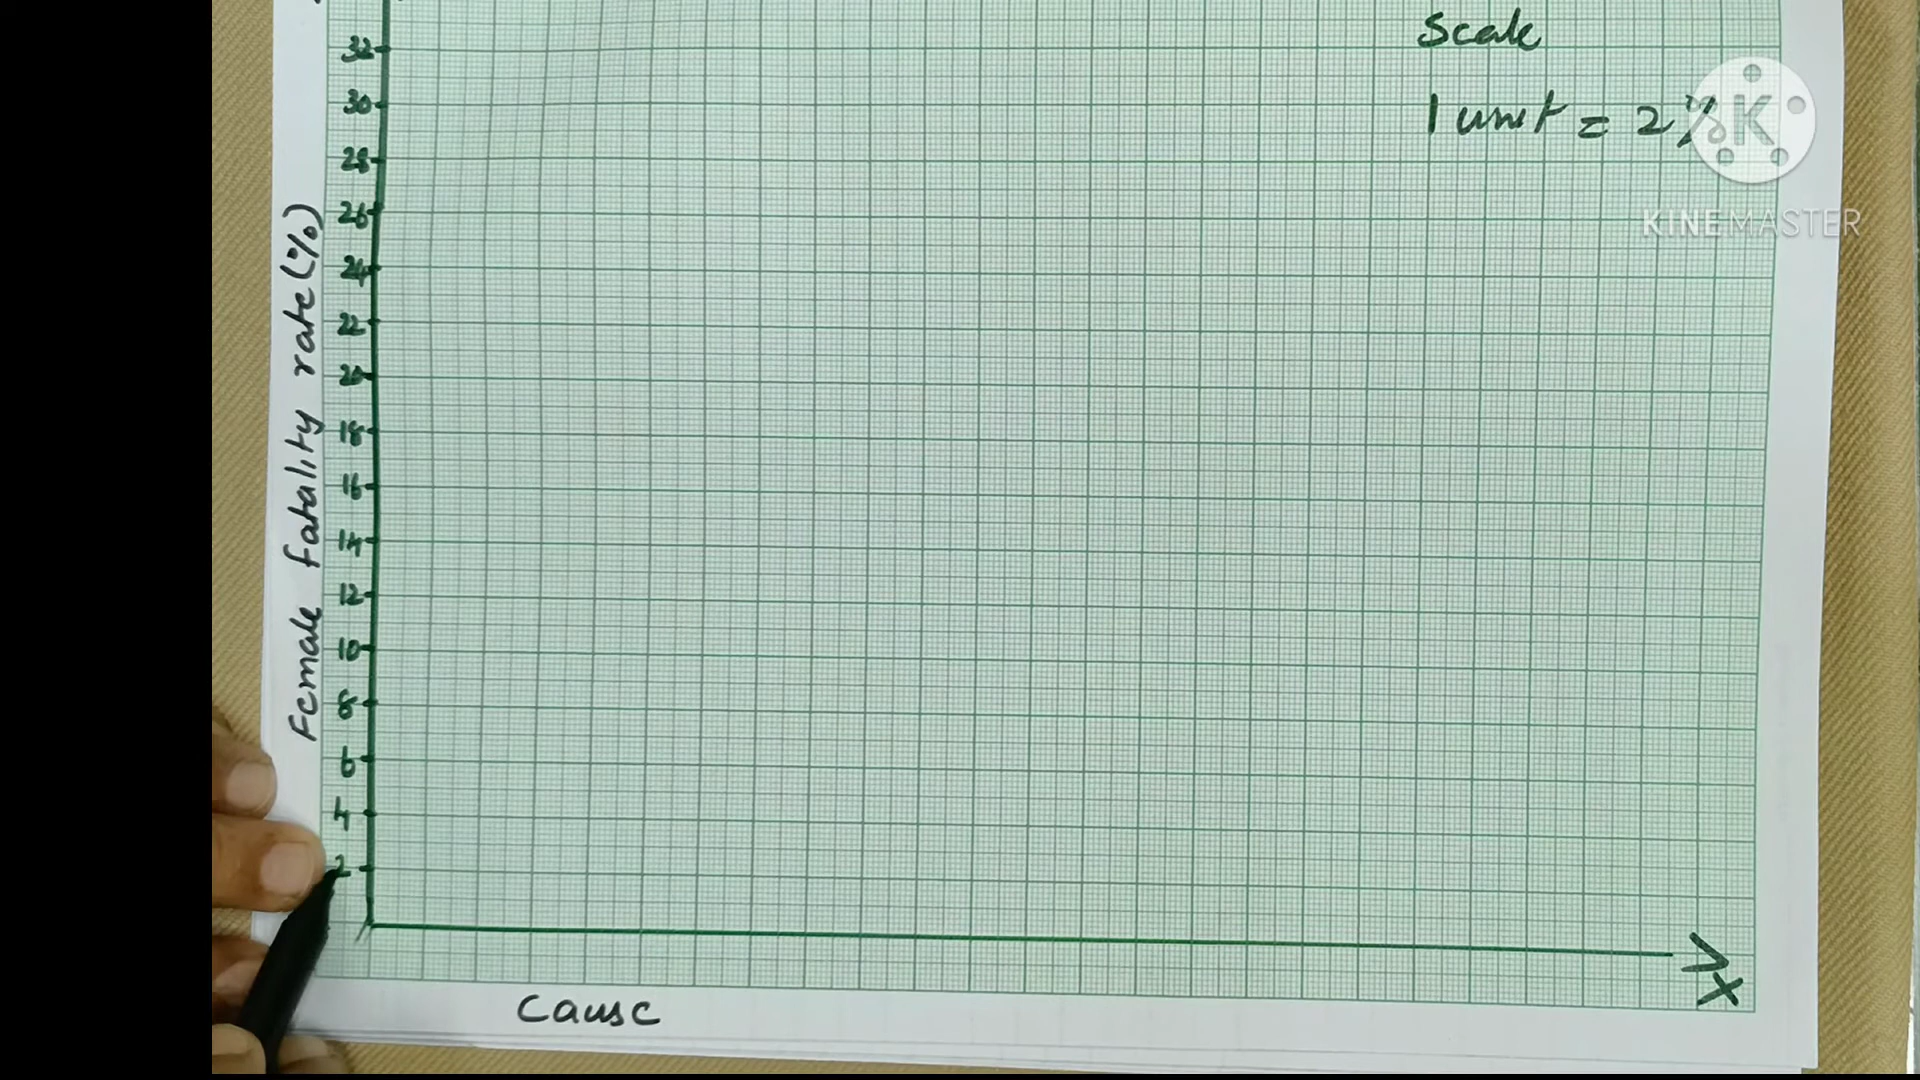 Scale
1 unit = 2%
K
KINEMASTER
Female fatality rate (%)
32
30
28
26
24
22
20
18
16
14
12
10
8
6
4
2
X
Cause